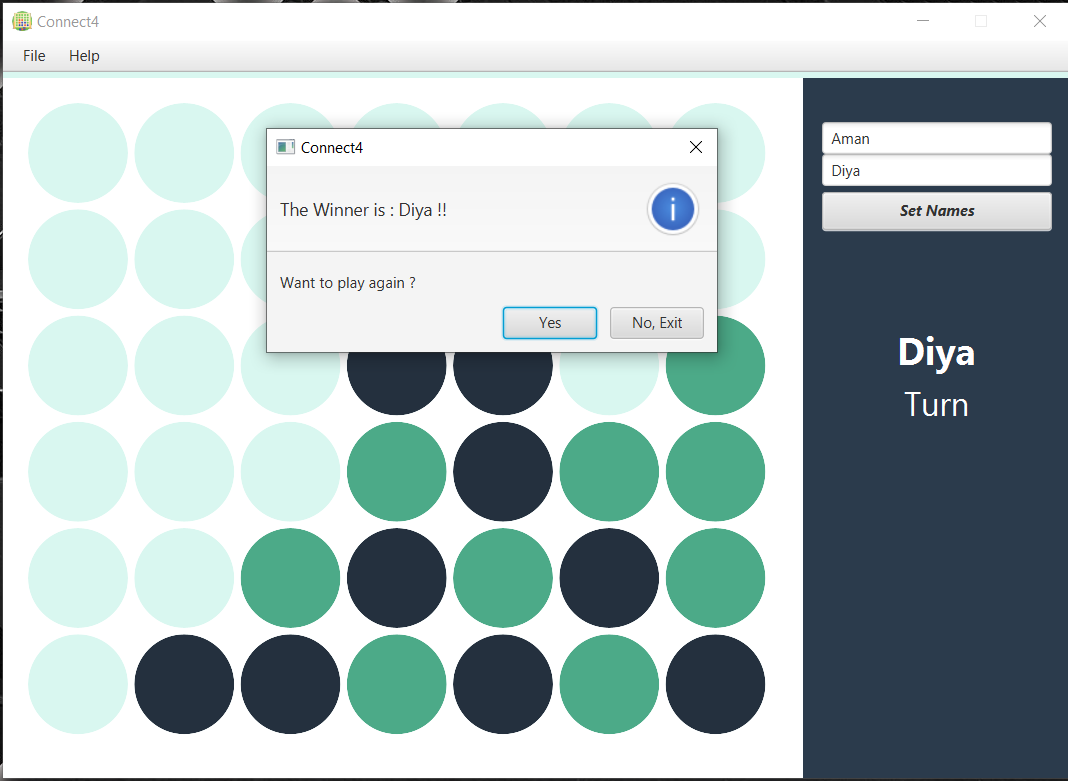 Connect4
File Help
Connect4
The Winner is : Diya !!
i
Want to play again ?
Yes No, Exit
Aman
Diya
Set Names
Diya
Turn